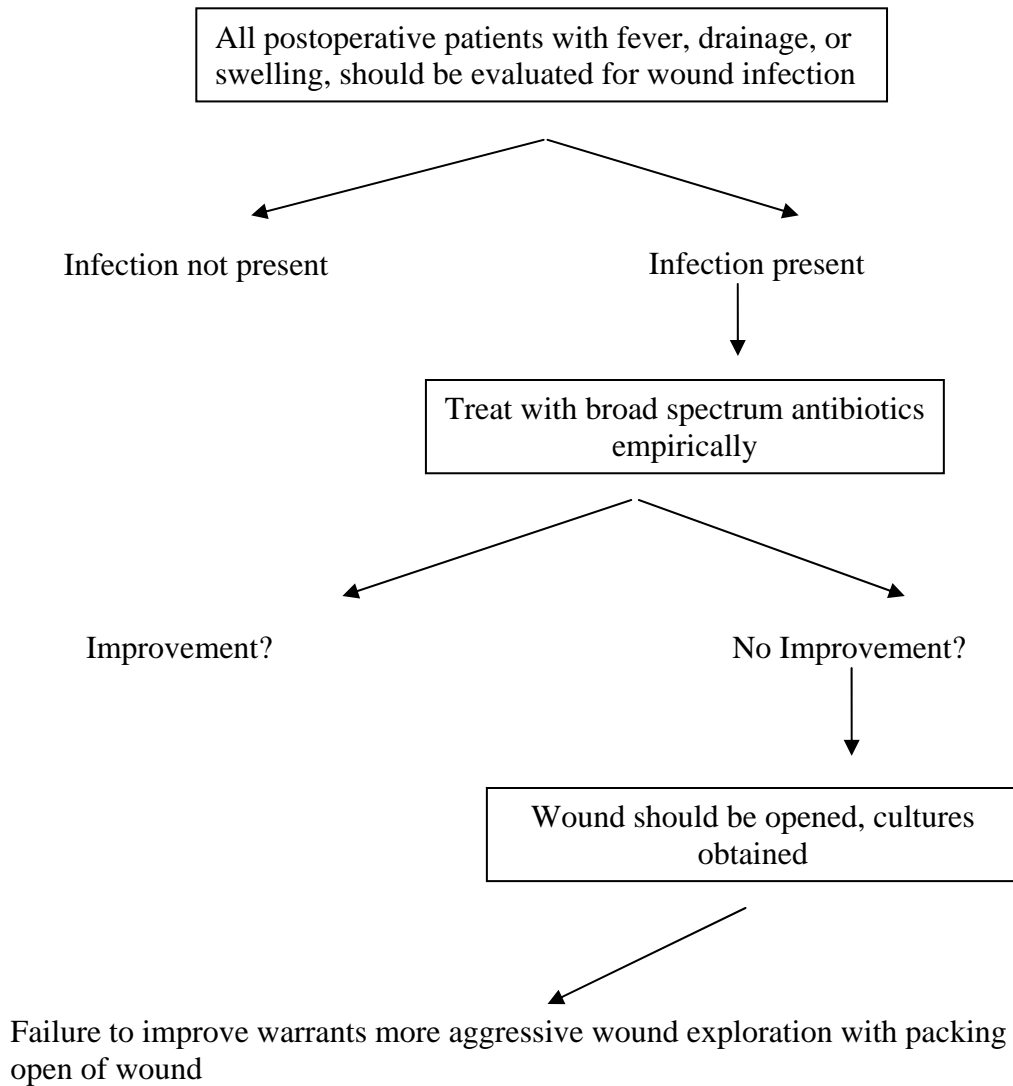 All postoperative patients with fever, drainage, or
swelling, should be evaluated for wound infection
Infection not present
Infection present
Treat with broad spectrum antibiotics
empirically
Improvement?
No Improvement?
Wound should be opened, cultures
obtained
Failure to improve warrants more aggressive wound exploration with packing
open of wound